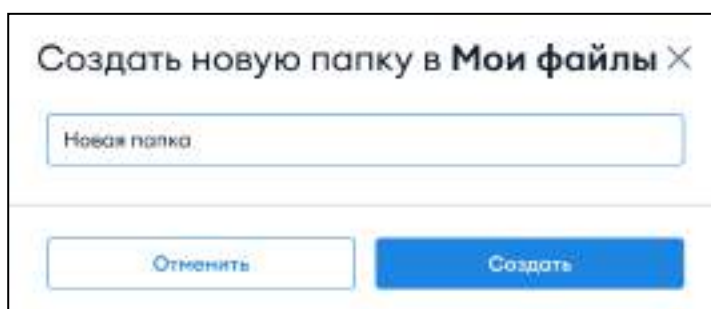 Создать новую папку в Мои файлы
Новая папка
Отменить
Создать